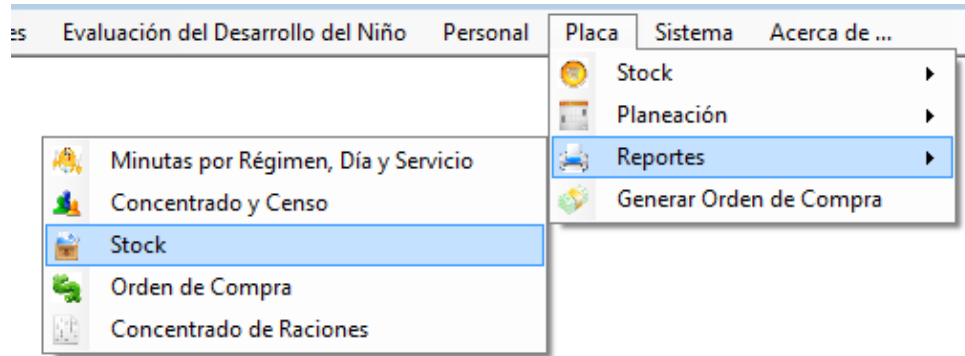 es Evaluación del Desarrollo del Niño Personal Placa Sistema Acerca de ...
Stock
Planeación
Reportes
Generar Orden de Compra
Minutas por Régimen, Día y Servicio
Concentrado y Censo
Stock
Orden de Compra
Concentrado de Raciones